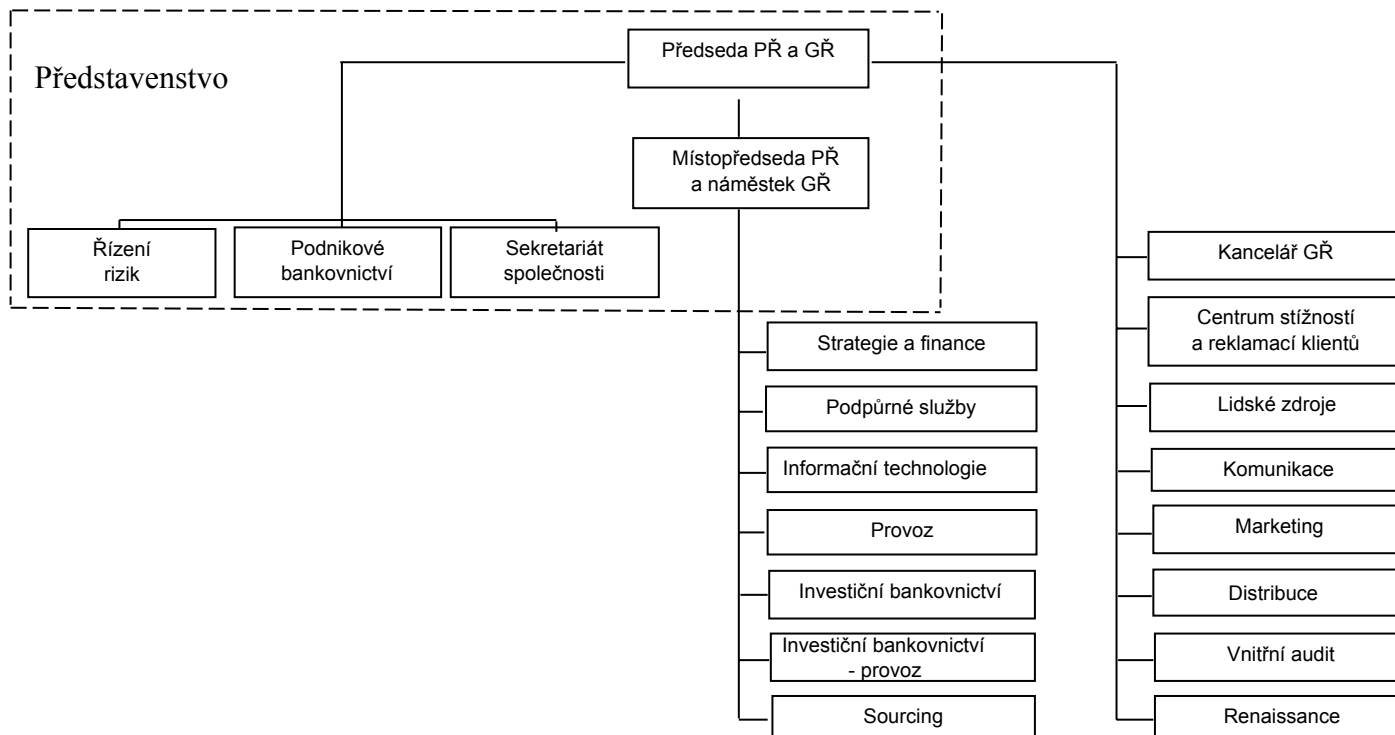 Předseda PŘ a GŘ
Představenstvo
Místopředseda PŘ
a náměstek GŘ
Řízení
rizik
Podnikové
bankovnictví
Sekretariát
společnosti
Strategie a finance
Podpůrné služby
Informační technologie
Provoz
Investiční bankovnictví
Investiční bankovnictví
- provoz
Sourcing
Kancelář GŘ
Centrum stížností
a reklamací klientů
Lidské zdroje
Komunikace
Marketing
Distribuce
Vnitřní audit
Renaissance